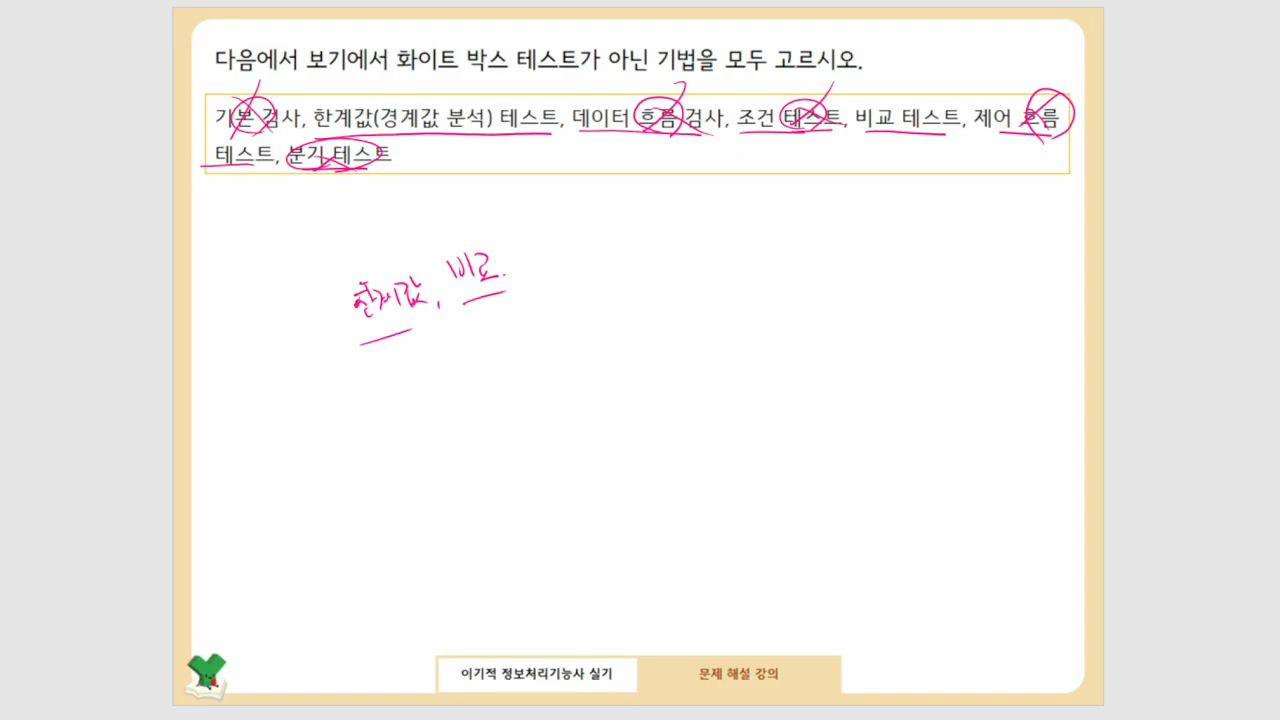 다음에서 보기에서 화이트 박스 테스트가 아닌 기법을 모두 고르시오.
기본 검사, 한계값(경계값 분석) 테스트, 데이터 흐름 검사, 조건 테스트, 비교 테스트, 제어 흐름
테스트, 분기 테스트
한계값, 비교.
이기적 정보처리기능사 실기
문제 해설 강의